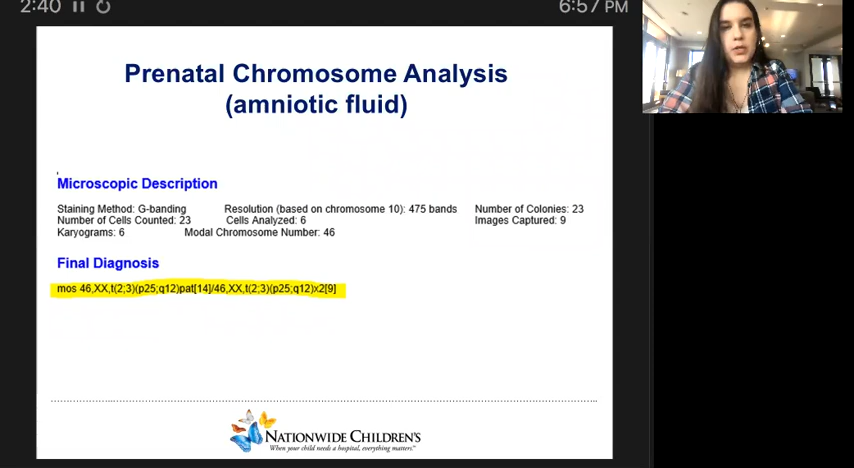 2:40
6:57 PM
Prenatal Chromosome Analysis
(amniotic fluid)
Microscopic Description
Staining Method: G-banding Resolution (based on chromosome 10): 475 bands Number of Colonies: 23
Number of Cells Counted: 23 Cells Analyzed: 6 Images Captured: 9
Karyograms: 6 Modal Chromosome Number: 46
Final Diagnosis
mos 46,XX,t(2;3)(p25;q12)pat[14]/46,XX,t(2;3)(p25;q12)x2[9]
NATIONWIDE CHILDREN'S
When your child needs a hospital, everything matters.™